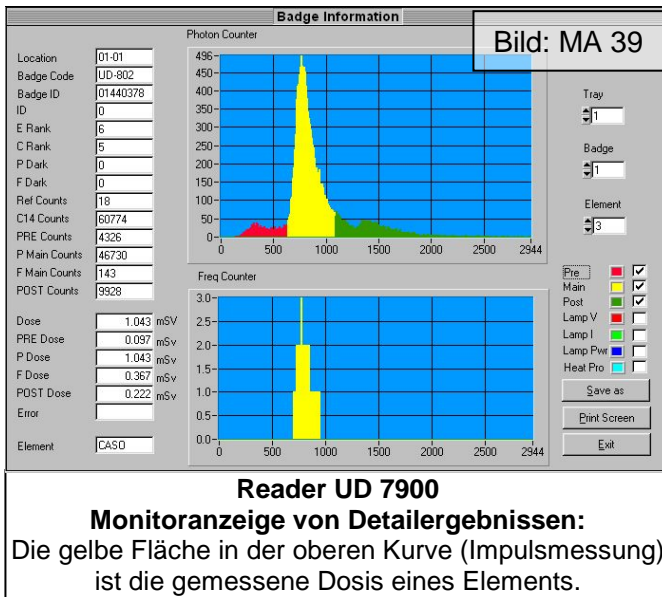 Badge Information
Bild: MA 39
Location 01-01
Badge Code UD-802
Badge ID 01440378
ID 0
E Rank 6
C Rank 5
P Dark 0
F Dark 0
Ref Counts 18
C14 Counts 60774
PRE Counts 4326
P Main Counts 46730
F Main Counts 143
POST Counts 9928
Dose 1.043 mSV
PRE Dose 0.097 mSv
P Dose 1.043 mSv
F Dose 0.367 mSv
POST Dose 0.222 mSv
Error
Element CASO
Photon Counter
496
450
400
350
300
250
200
150
100
50
0
0 500 1000 1500 2000 2500 2944
Freq Counter
3.0
2.5
2.0
1.5
1.0
0.5
0.0
0 500 1000 1500 2000 2500 2944
Tray
1
Badge
1
Element
3
Pre
Main
Post
Lamp V
Lamp I
Lamp Pwr
Heat Pro
Save as
Print Screen
Exit
Reader UD 7900
Monitoranzeige von Detailergebnissen:
Die gelbe Fläche in der oberen Kurve (Impulsmessung)
ist die gemessene Dosis eines Elements.